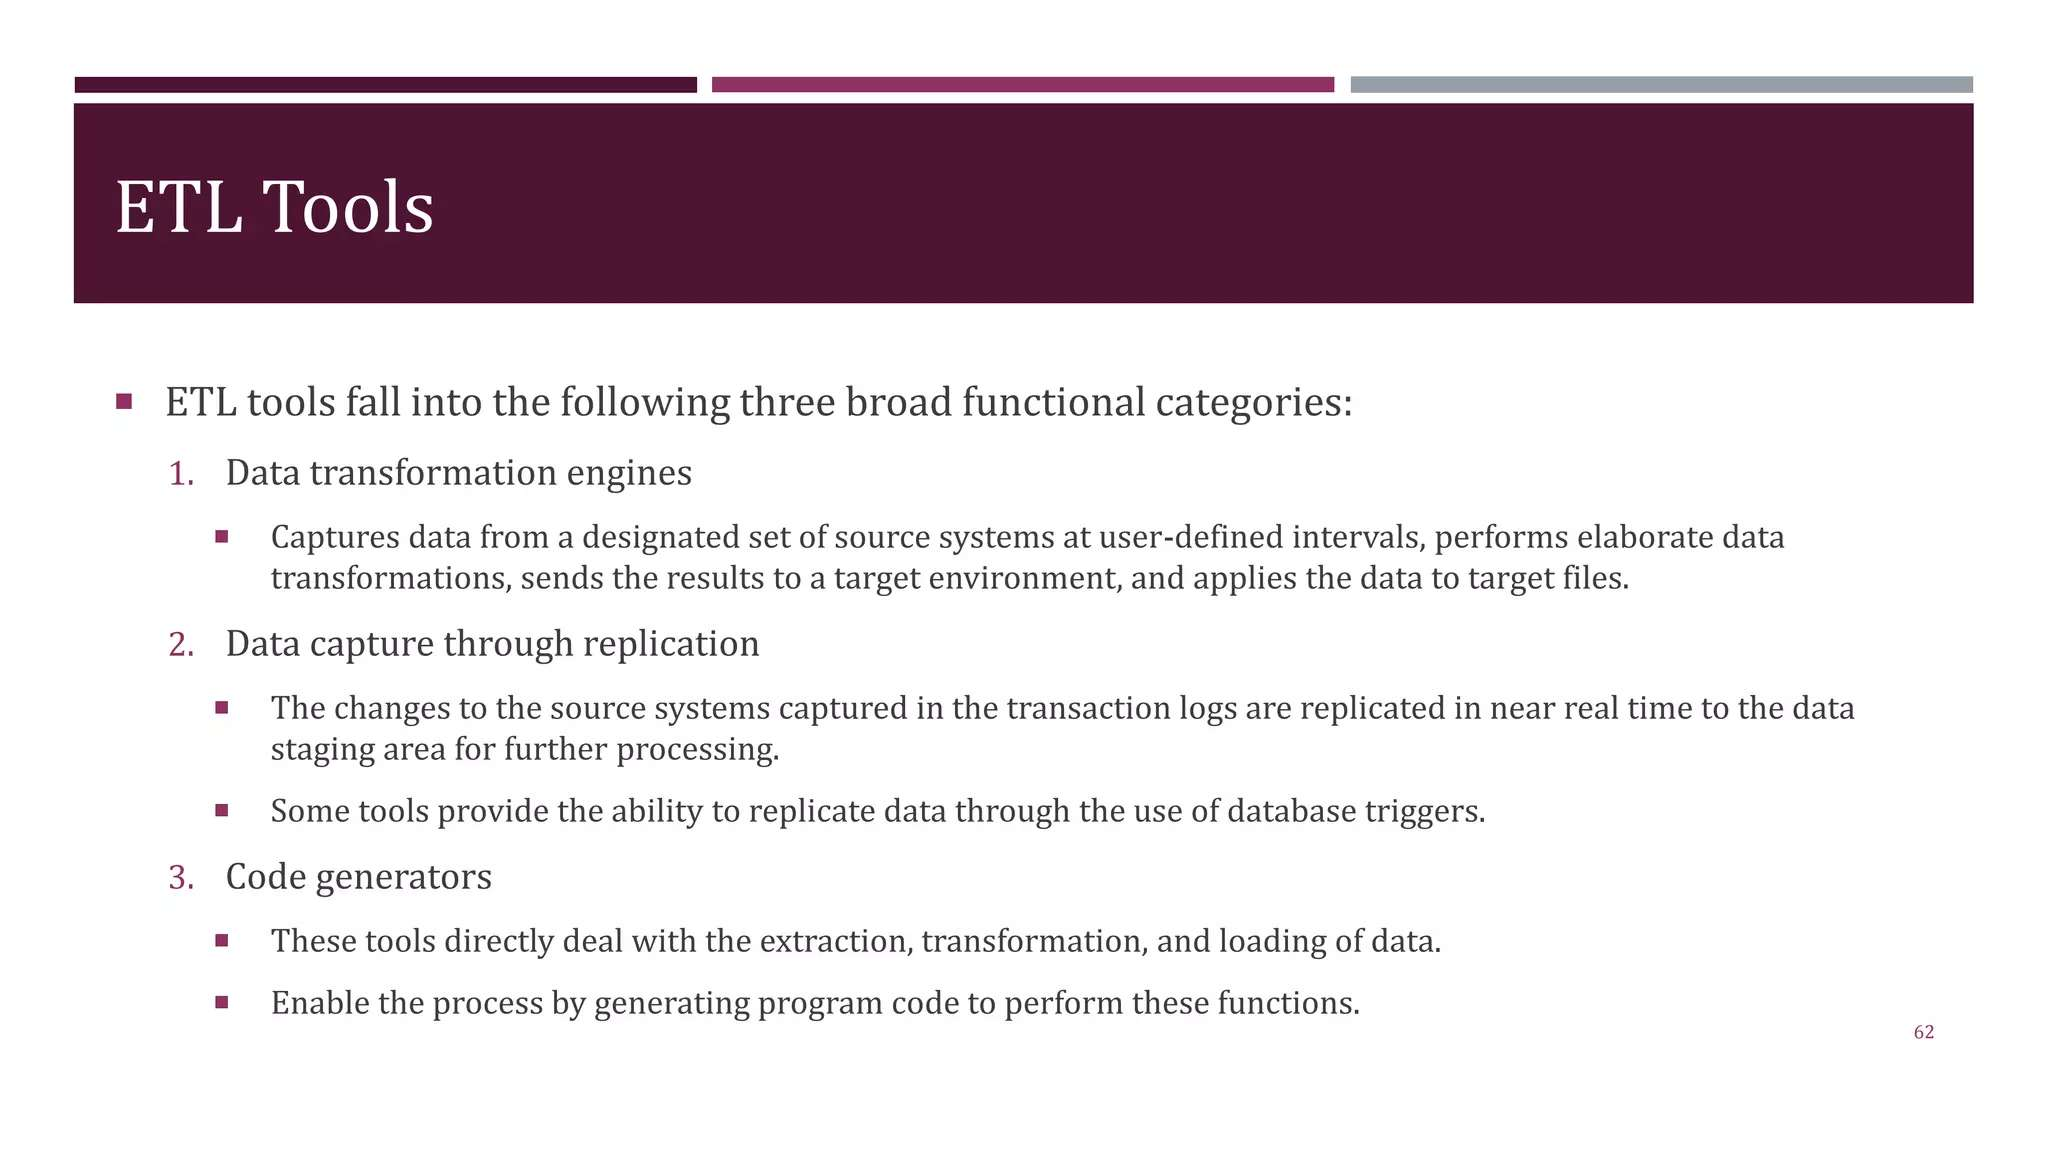 ETL Tools
ETL tools fall into the following three broad functional categories:
1. Data transformation engines
Captures data from a designated set of source systems at user-defined intervals, performs elaborate data
transformations, sends the results to a target environment, and applies the data to target files.
2. Data capture through replication
The changes to the source systems captured in the transaction logs are replicated in near real time to the data
staging area for further processing.
Some tools provide the ability to replicate data through the use of database triggers.
3. Code generators
These tools directly deal with the extraction, transformation, and loading of data.
Enable the process by generating program code to perform these functions.
62